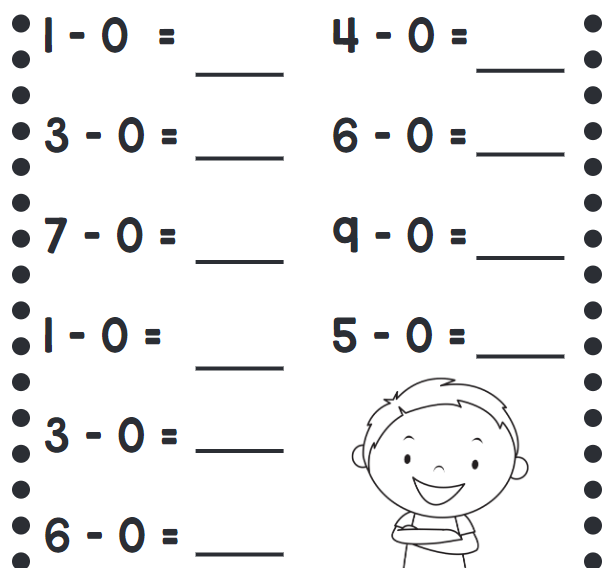 1 - 0 = ____
3 - 0 = ____
7 - 0 = ____
1 - 0 = ____
3 - 0 = ____
6 - 0 = ____
4 - 0 = ____
6 - 0 = ____
9 - 0 = ____
5 - 0 = ____